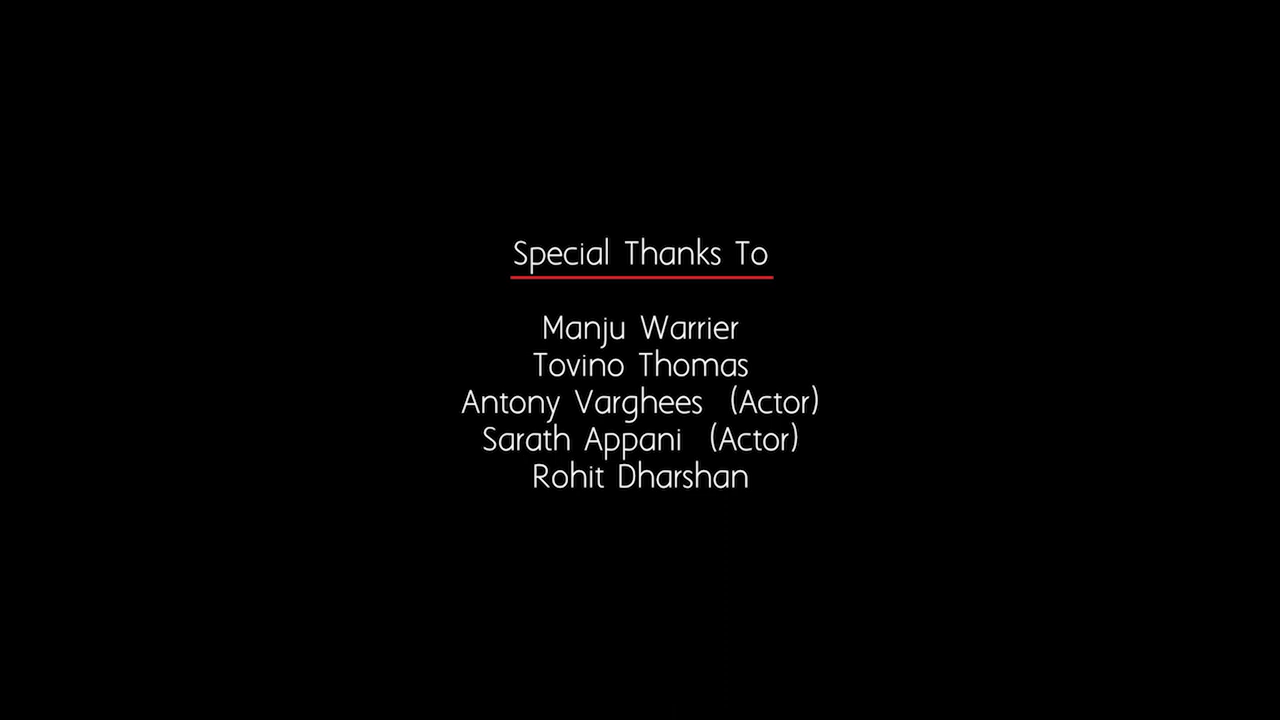 Special Thanks To
Manju Warrier
Tovino Thomas
Antony Varghees (Actor)
Sarath Appani (Actor)
Rohit Dharshan